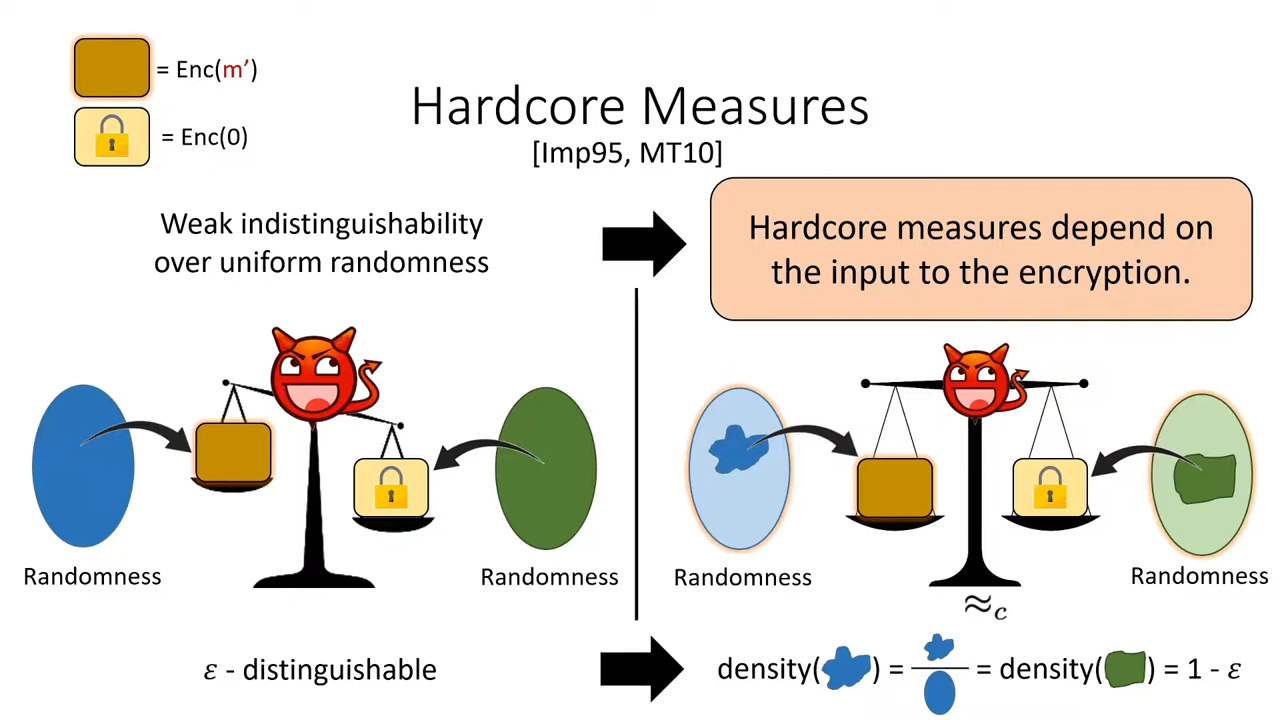 = Enc(m’)
= Enc(0)
Hardcore Measures
[Imp95, MT10]
Weak indistinguishability
over uniform randomness
Hardcore measures depend on
the input to the encryption.
Randomness
Randomness
Randomness
Randomness
≈c
ε - distinguishable
density( ) = = density( ) = 1 - ε